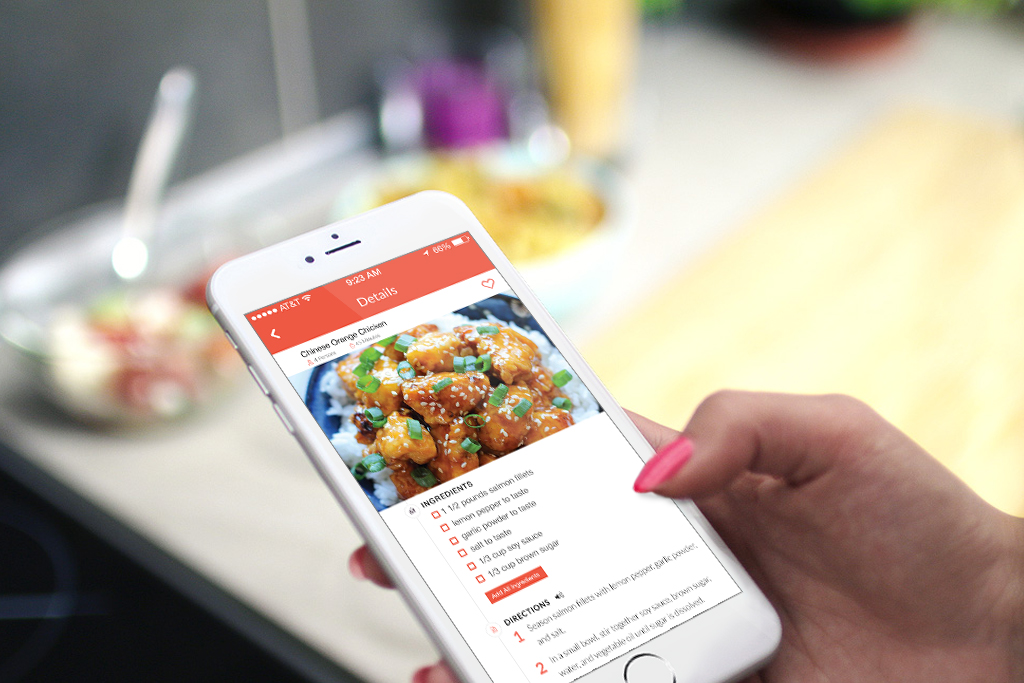 AT&T 9:23 AM 66%
Details
Chinese Orange Chicken
4 Persons 45 Minutes
INGREDIENTS
1 1/2 pounds salmon fillets
lemon pepper to taste
garlic powder to taste
salt to taste
1/3 cup soy sauce
1/3 cup brown sugar
Add All Ingredients
DIRECTIONS
1 Season salmon fillets with lemon pepper, garlic powder,
and salt.
2 In a small bowl, stir together soy sauce, brown sugar,
water, and vegetable oil until sugar is dissolved.